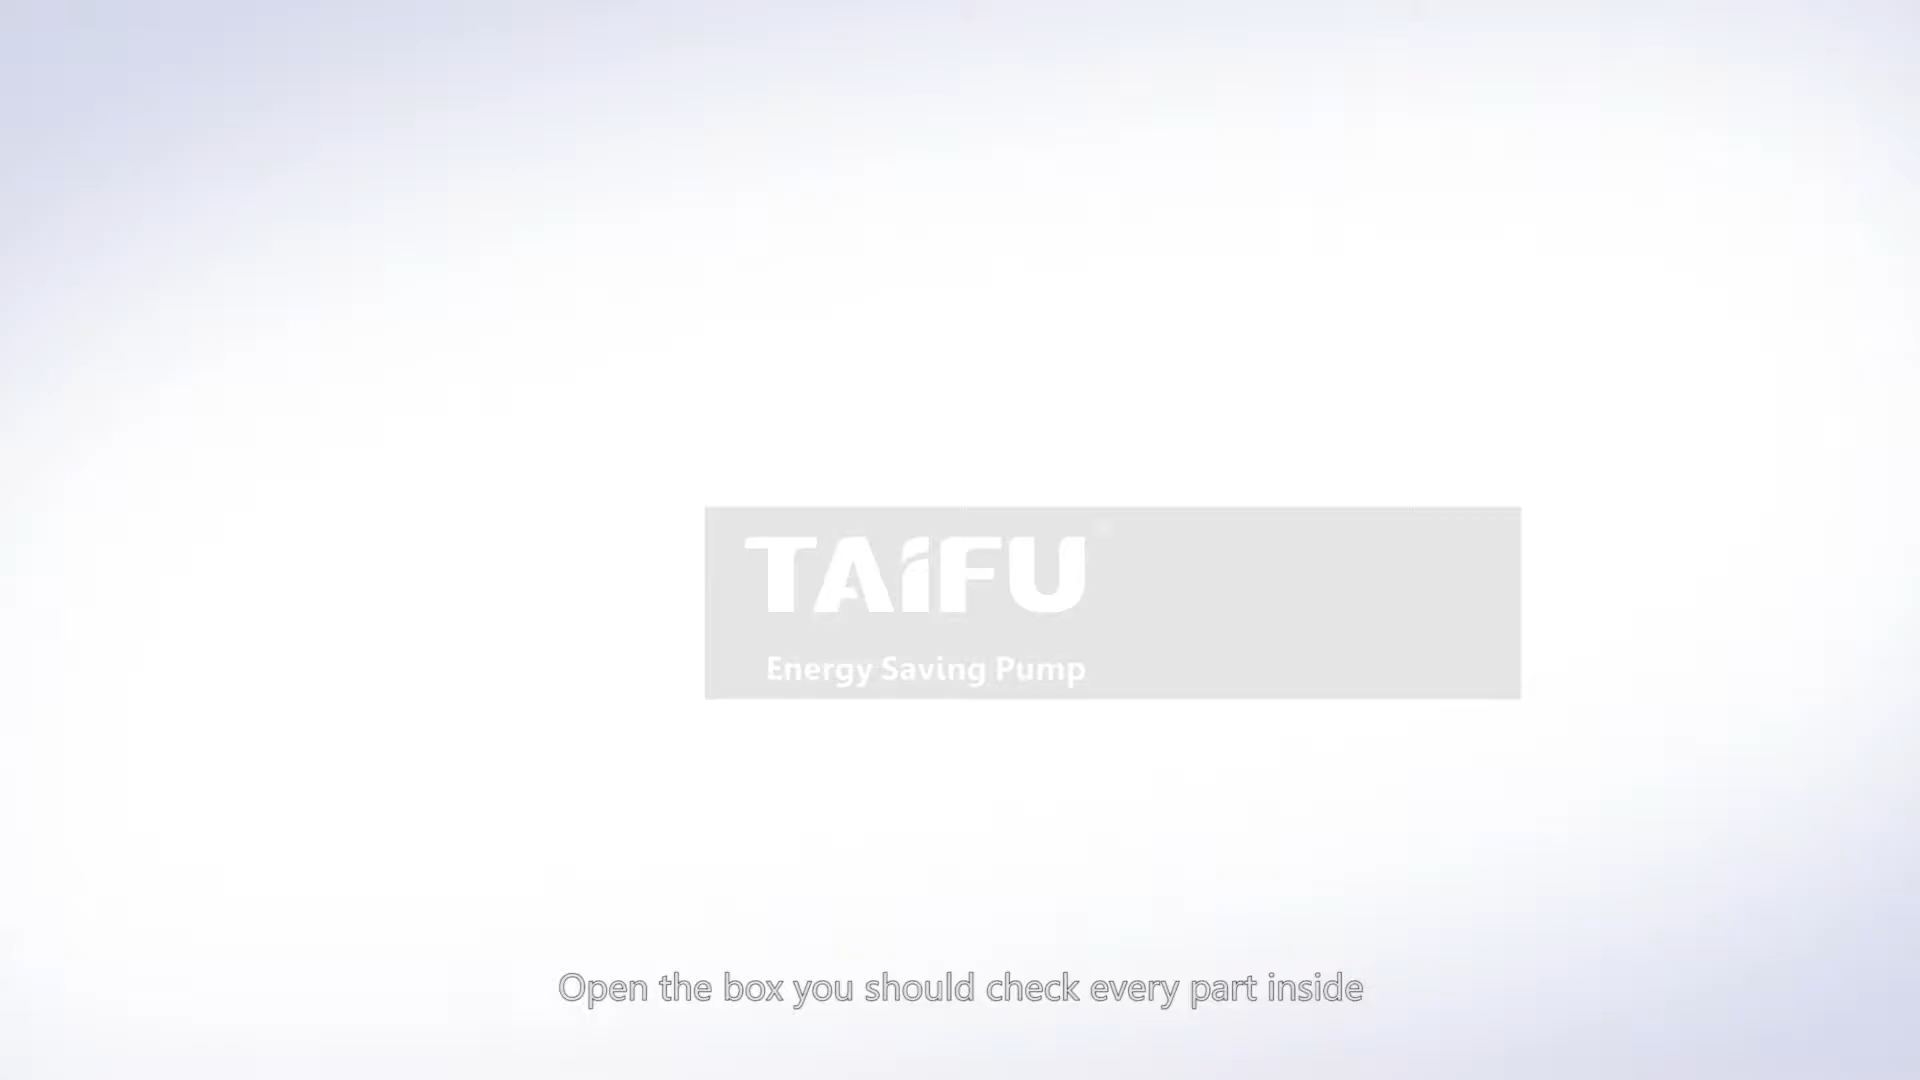 TAiFU
Energy Saving Pump
Open the box you should check every part inside